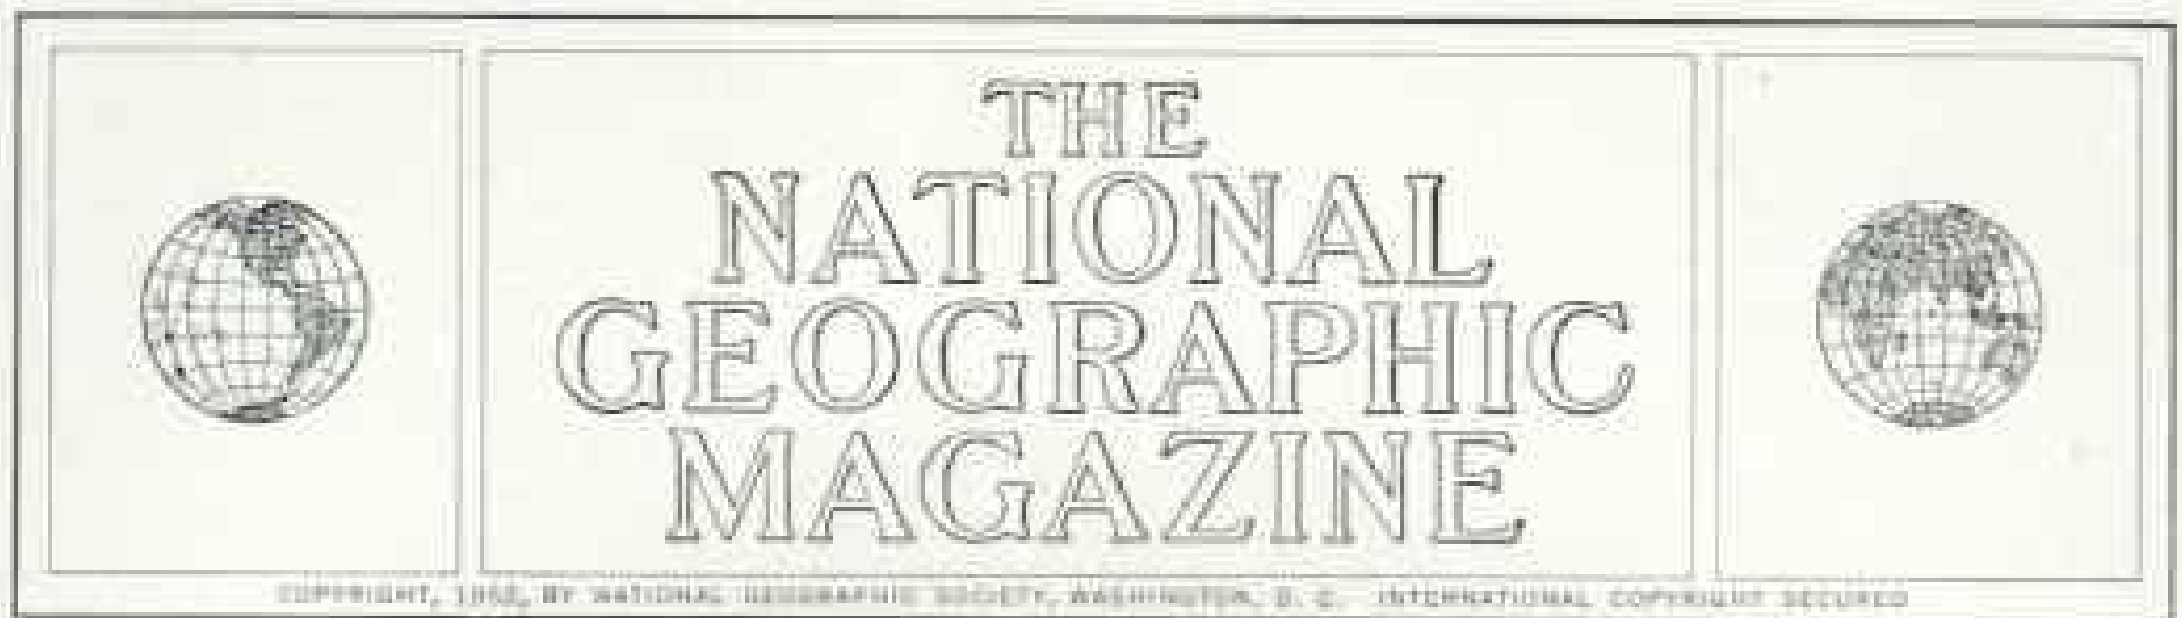 THE
NATIONAL
GEOGRAPHIC
MAGAZINE
COPYRIGHT, BY NATIONAL GEOGRAPHIC SOCIETY, WASHINGTON, D. C. INTERNATIONAL COPYRIGHT SECURED